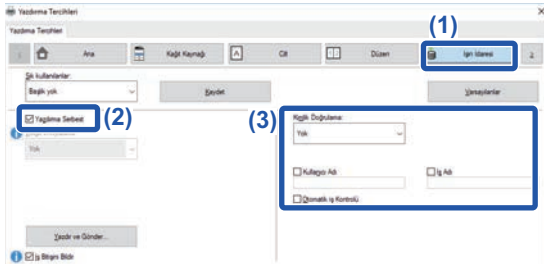 Yazdırma Tercihleri
Yazdırma Tercihleri
(1)
Ana
Kağıt Kaynağı
Cilt
Düzen
İşin İdaresi
Sık kullanılanlar:
Başlık yok
Kaydet
Varsayılanlar
Yazdırma Serbest
(2)
(3)
Kimlik Doğrulama:
Yok
Yok
Kullanıcı Adı
İş Adı
Otomatik İş Kontrolü
Yazdır ve Gönder...
İş Bitişini Bildir